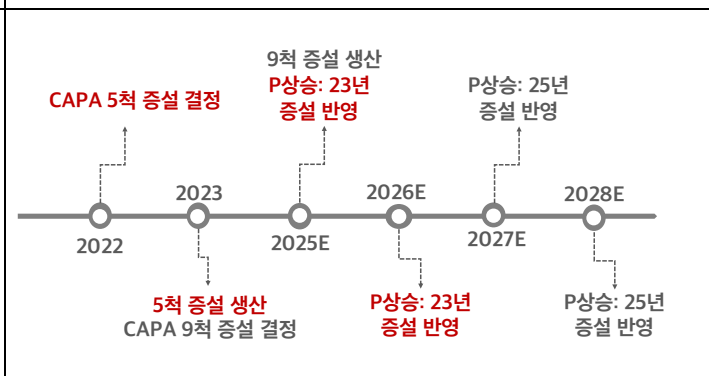 9척 증설 생산
P상승: 23년
증설 반영
P상승: 25년
증설 반영
CAPA 5척 증설 결정
2023
2026E
2028E
2022
2025E
2027E
5척 증설 생산
CAPA 9척 증설 결정
P상승: 23년
증설 반영
P상승: 25년
증설 반영